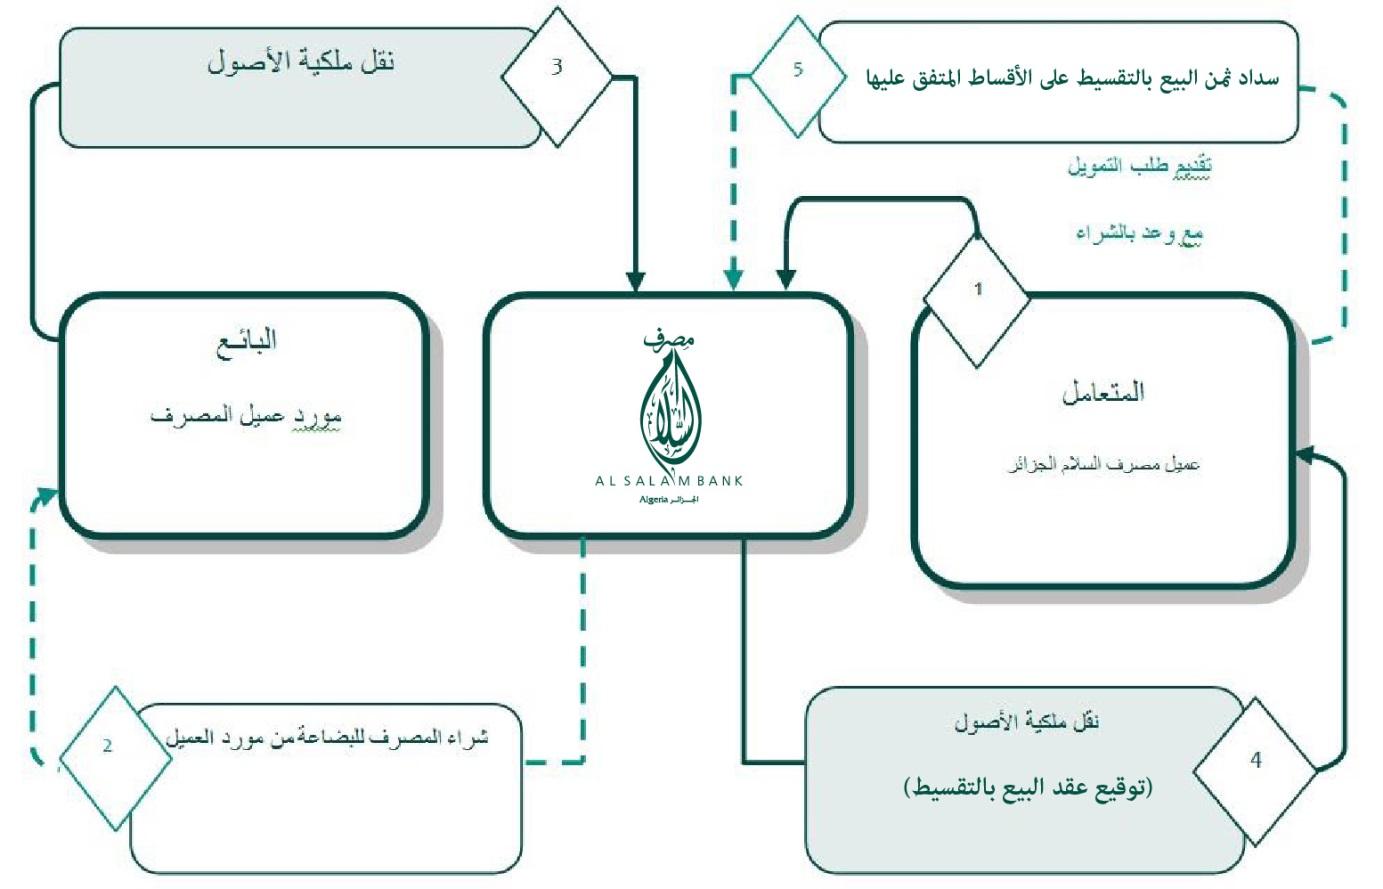 نقل ملكية الأصول
3
5
سداد ثمن البيع بالتقسيط على الأقساط المتفق عليها
تقديم طلب التمويل
مع وعد بالشراء
1
المتعامل
عميل مصرف السلام الجزائر
مصرف
السلام
AL SALAM BANK
Algeria الجزائر
البائع
مورد عميل المصرف
2
شراء المصرف للبضاعة من مورد العميل
نقل ملكية الأصول
(توقيع عقد البيع بالتقسيط)
4